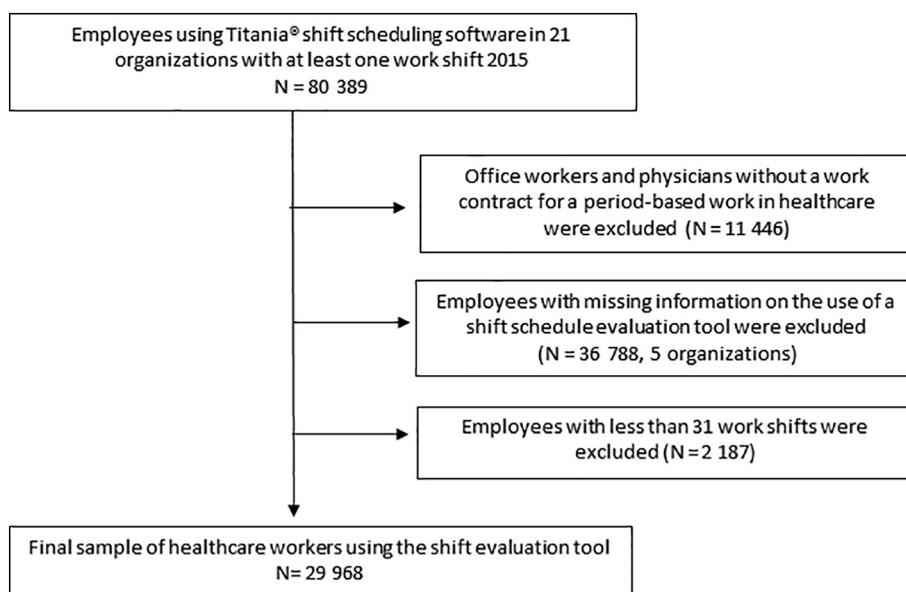 Employees using Titania® shift scheduling software in 21
organizations with at least one work shift 2015
N = 80 389
Office workers and physicians without a work
contract for a period-based work in healthcare
were excluded (N = 11 446)
Employees with missing information on the use of a
shift schedule evaluation tool were excluded
(N = 36 788, 5 organizations)
Employees with less than 31 work shifts were
excluded (N = 2 187)
Final sample of healthcare workers using the shift evaluation tool
N= 29 968